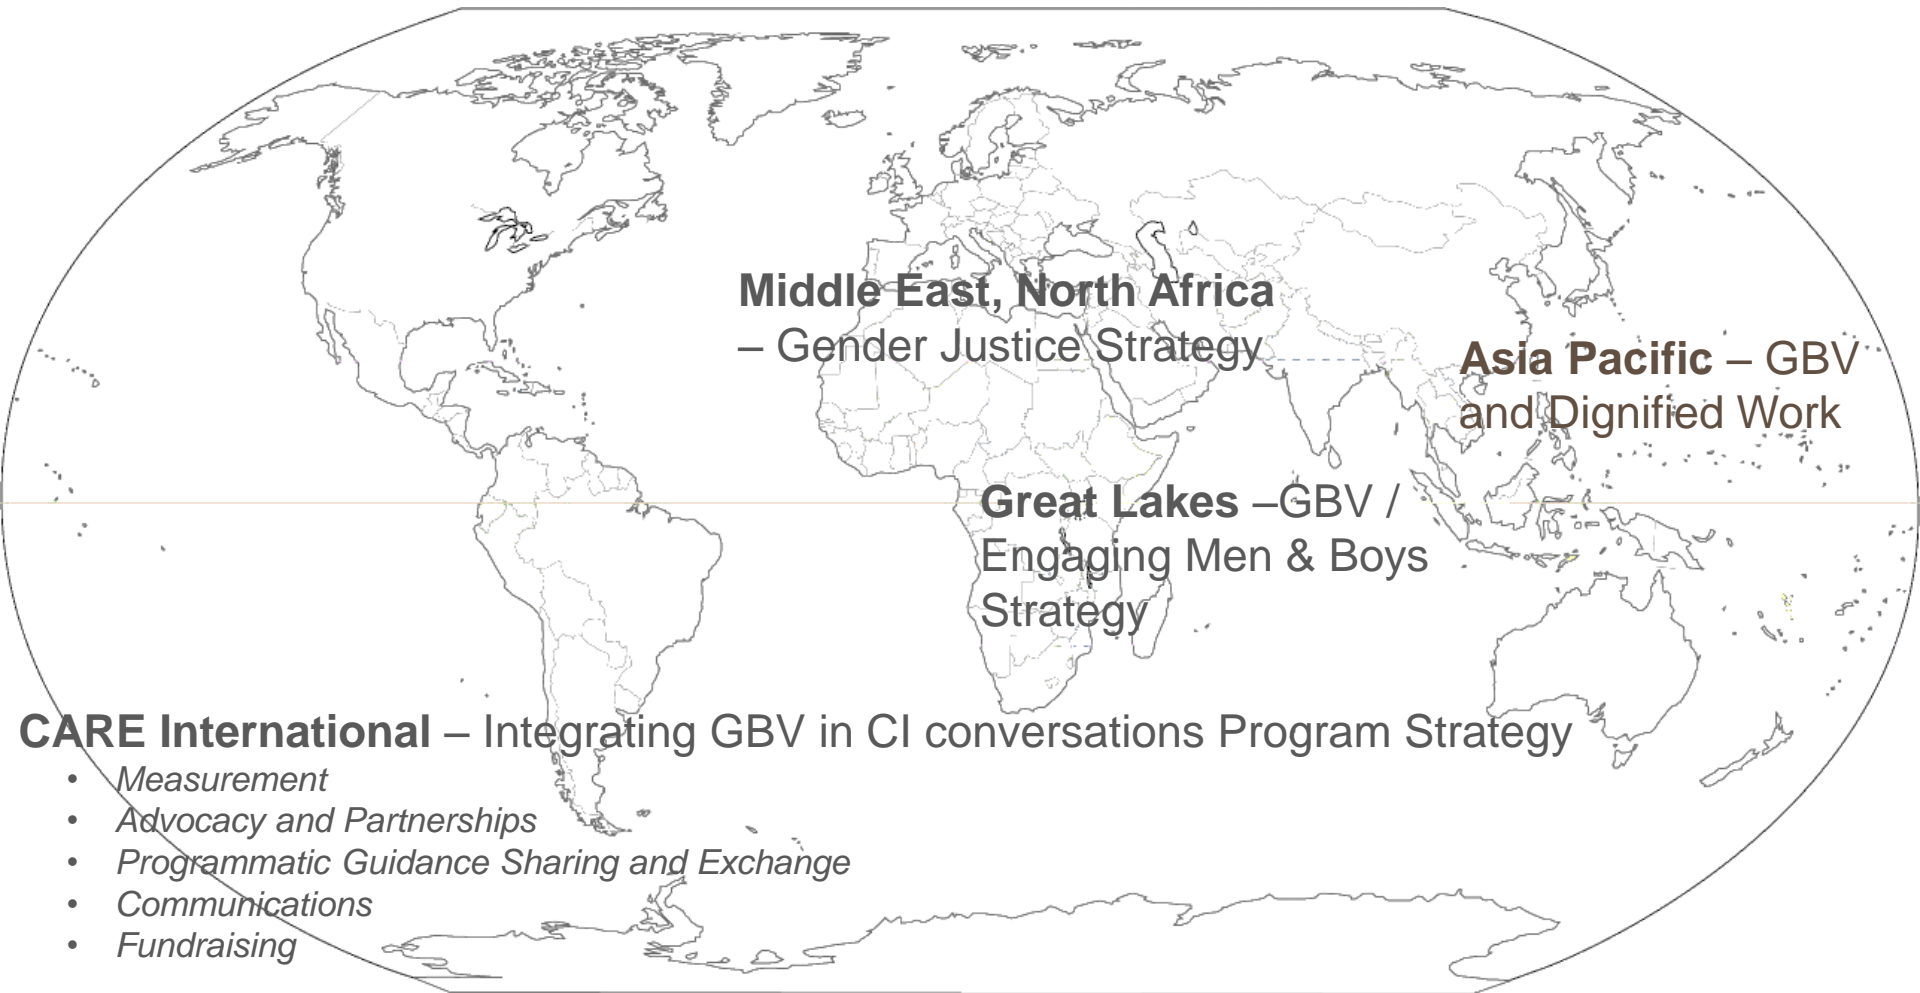 Middle East, North Africa
– Gender Justice Strategy
Asia Pacific – GBV
and Dignified Work
Great Lakes –GBV /
Engaging Men & Boys
Strategy
CARE International – Integrating GBV in CI conversations Program Strategy
• Measurement
• Advocacy and Partnerships
• Programmatic Guidance Sharing and Exchange
• Communications
• Fundraising